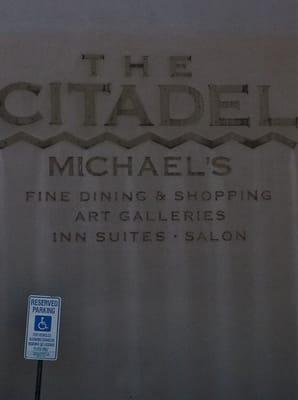 THE
CITADEL
MICHAEL'S
FINE DINING & SHOPPING
ART GALLERIES
INN SUITES · SALON
RESERVED
PARKING